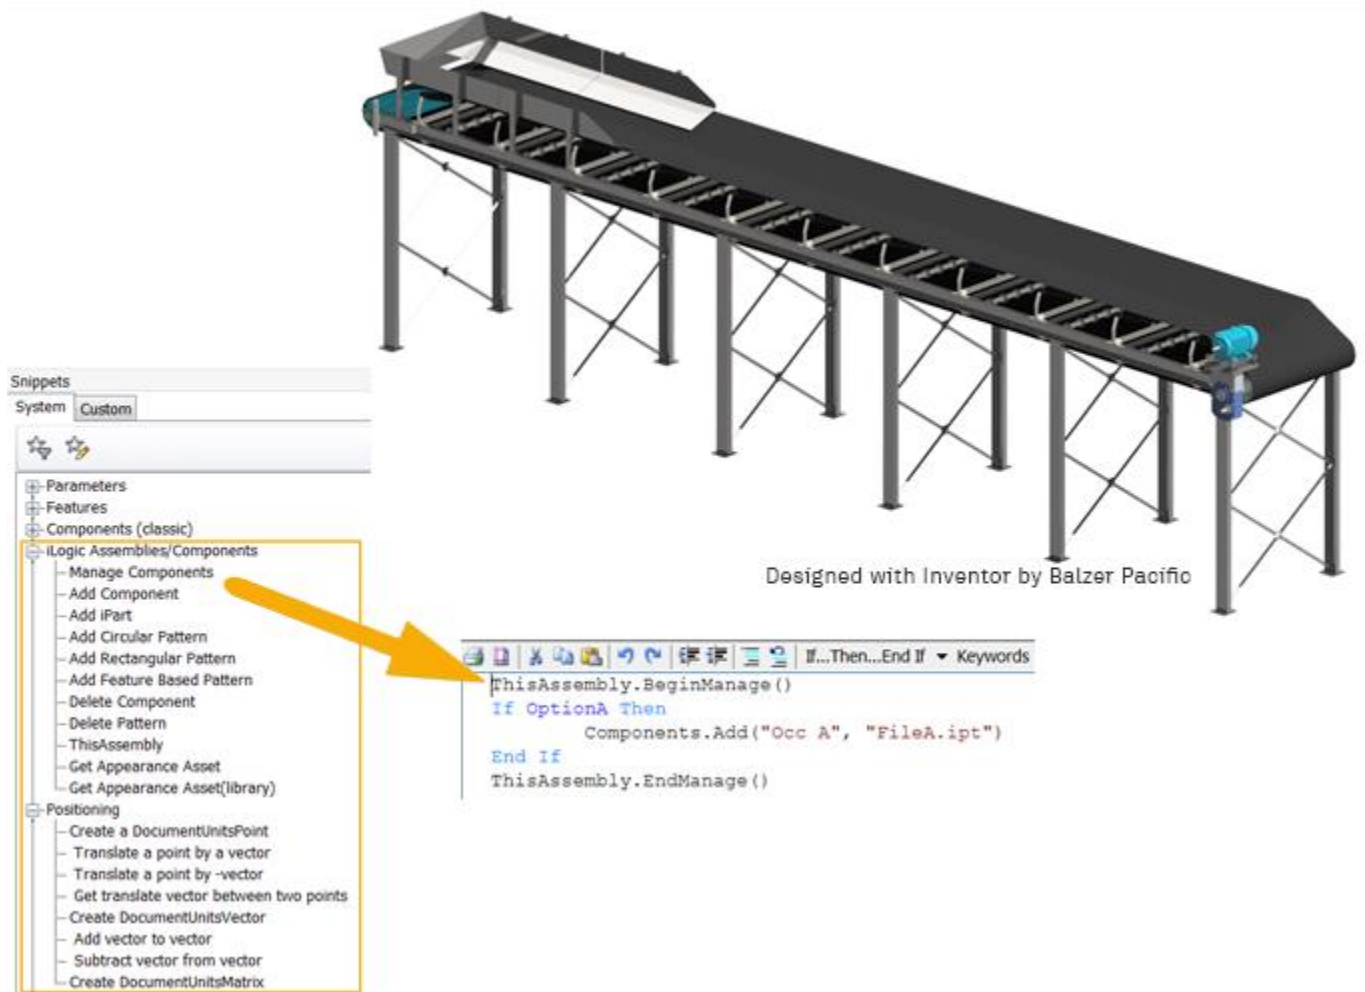 Snippets
System Custom
Parameters
Features
Components (classic)
iLogic Assemblies/Components
Manage Components
Add Component
Add iPart
Add Circular Pattern
Add Rectangular Pattern
Add Feature Based Pattern
Delete Component
Delete Pattern
ThisAssembly
Get Appearance Asset
Get Appearance Asset(library)
Positioning
Create a DocumentUnitsPoint
Translate a point by a vector
Translate a point by -vector
Get translate vector between two points
Create DocumentUnitsVector
Add vector to vector
Subtract vector from vector
Create DocumentUnitsMatrix
Designed with Inventor by Balzer Pacific
If...Then...End If Keywords
ThisAssembly.BeginManage()
If OptionA Then
Components.Add("Occ A", "FileA.ipt")
End If
ThisAssembly.EndManage()